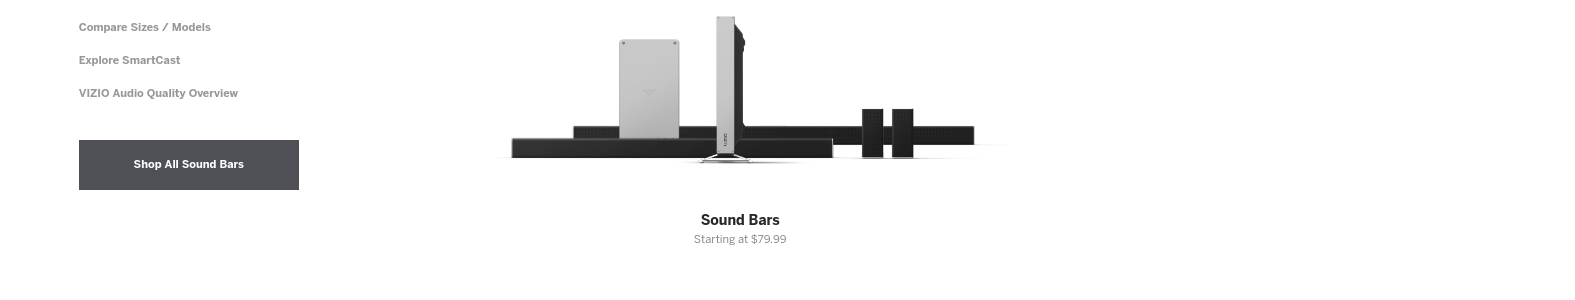 Compare Sizes / Models
Explore SmartCast
VIZIO Audio Quality Overview
Shop All Sound Bars
Sound Bars
Starting at $79.99